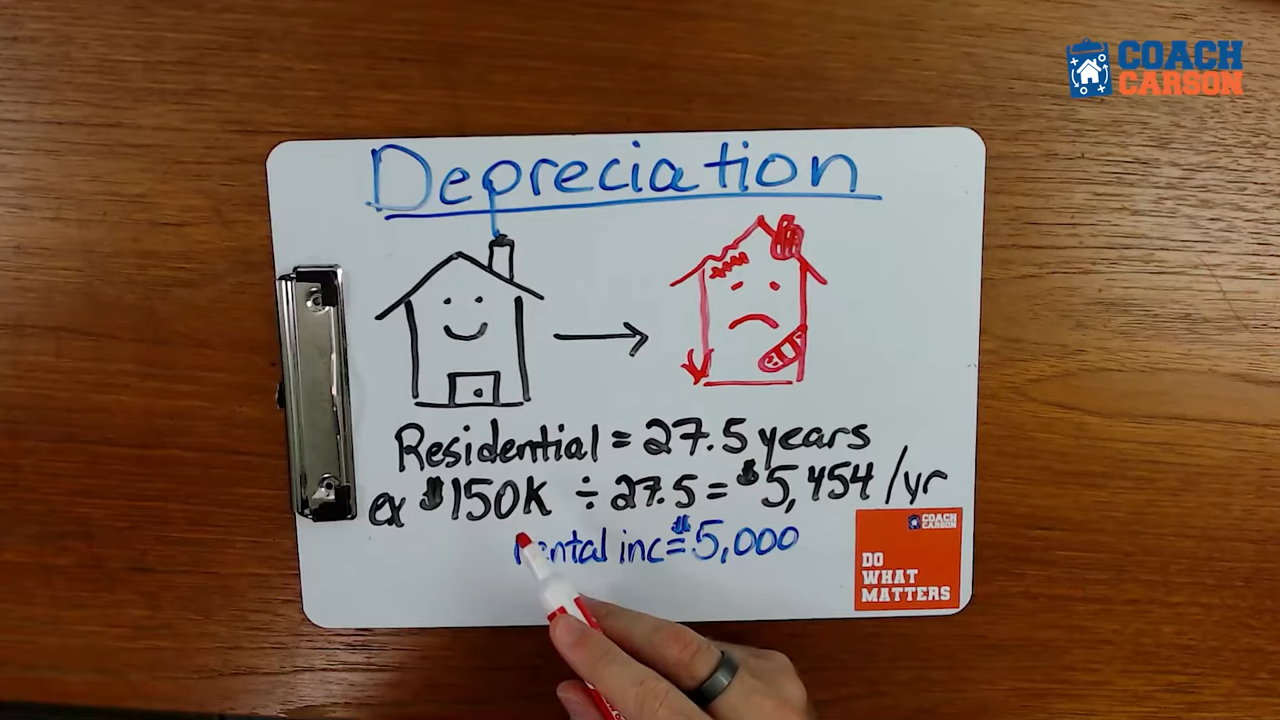 COACH
CARSON
Depreciation
Residential = 27.5 years
ex $150K ÷ 27.5 = $5,454 /yr
Rental inc = $5,000
COACH
CARSON
DO
WHAT
MATTERS